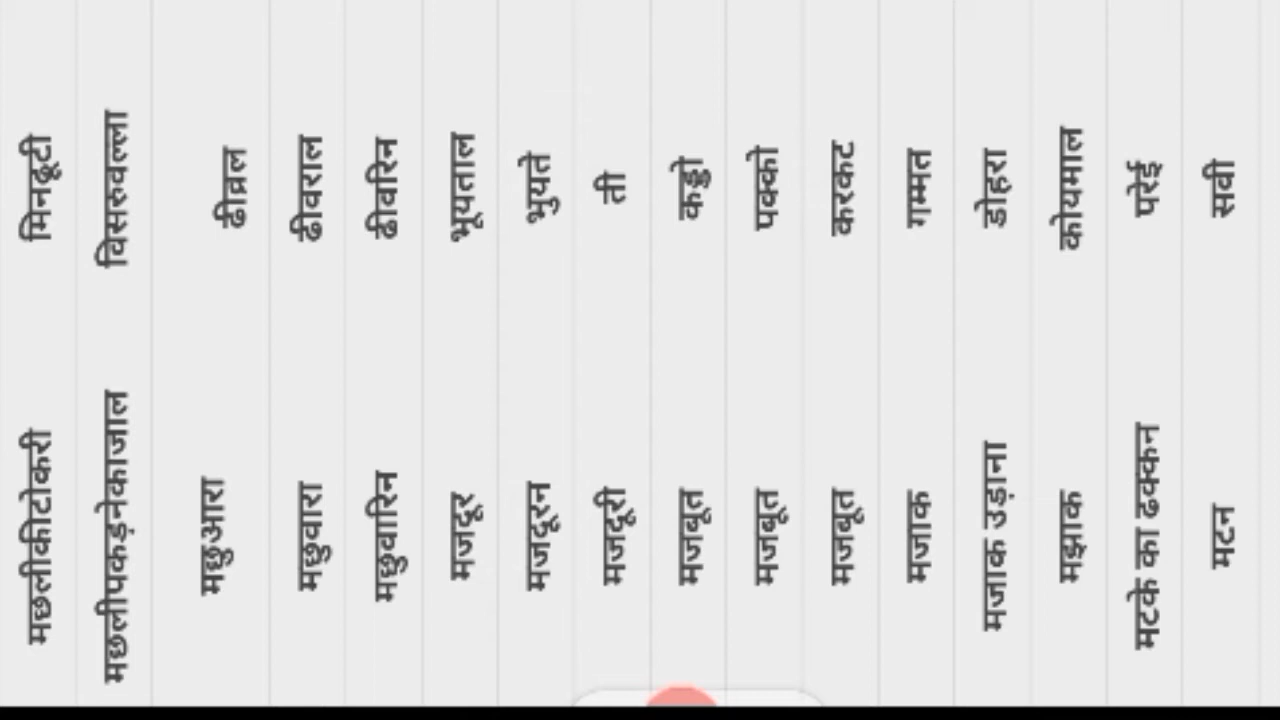 मछलीकीटोकरी मिनढूटी
मछलीपकड़नेकाजाल विसरुवल्ला
मछुआरा ढीव्रल
मछुवारा ढीवराल
मछुवारिन ढीवरिन
मजदूर भूयताल
मजदूरन भुयते
मजदूरी ती
मजबूत कड्डो
मजबूत पक्को
मजबूत करकट
मजाक गम्मत
मजाक उड़ाना डोहरा
मझाक कोयमाल
मटके का ढक्कन परेई
मटन सवी